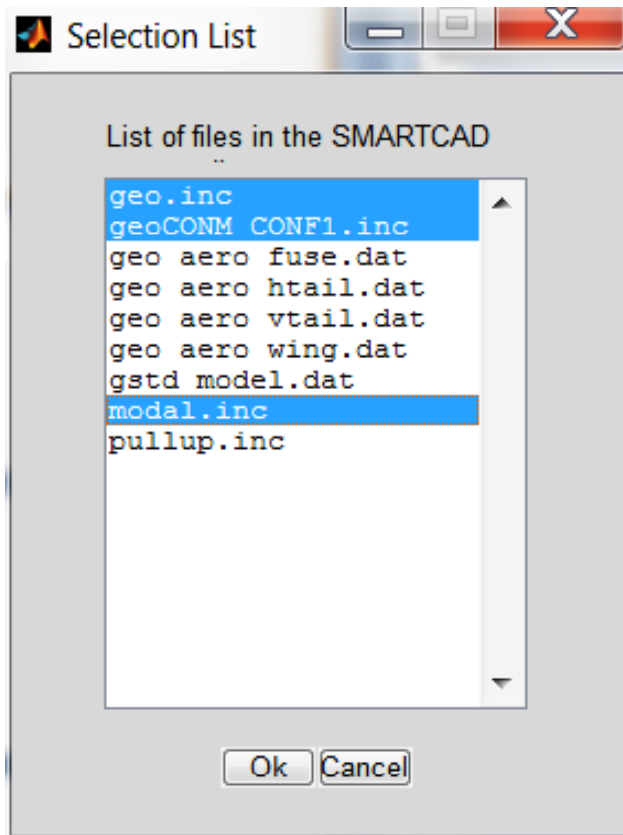 Selection List
List of files in the SMARTCAD
geo.inc
geoCONM CONF1.inc
geo aero fuse.dat
geo aero htail.dat
geo aero vtail.dat
geo aero wing.dat
gstd model.dat
modal.inc
pullup.inc
Ok Cancel